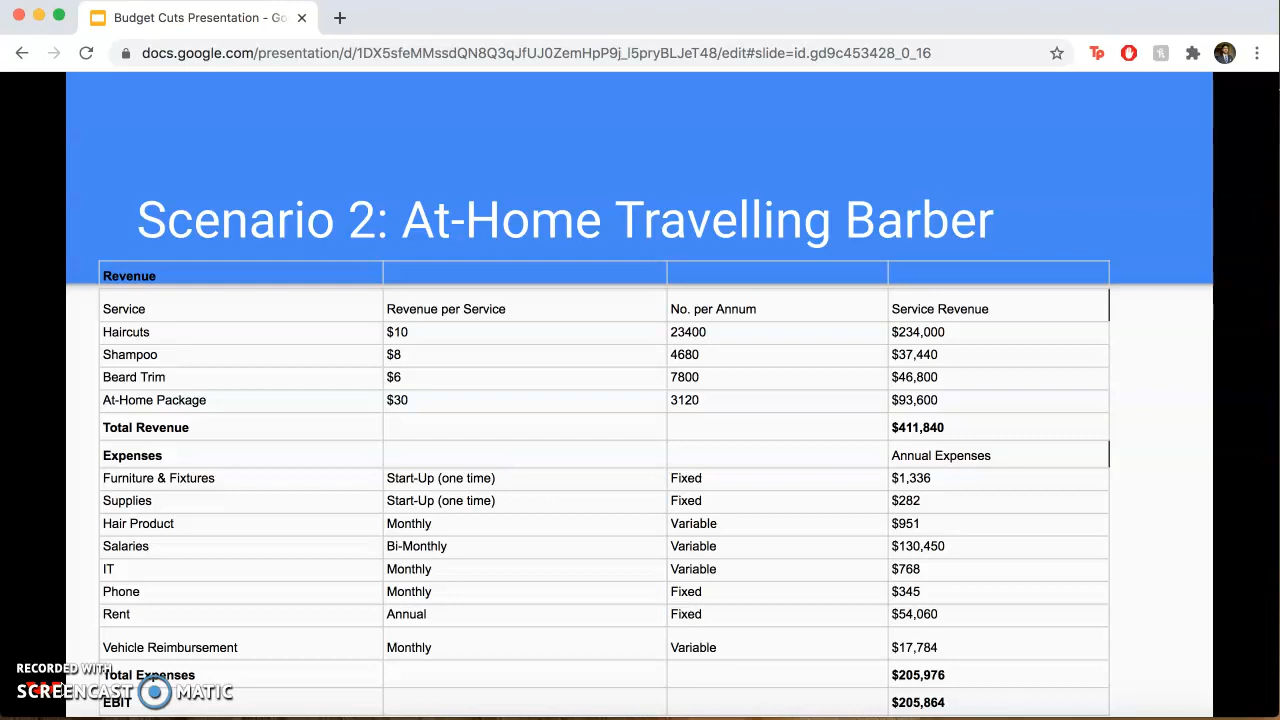 Budget Cuts Presentation - Go
docs.google.com/presentation/d/1DX5sfeMMssdQN3Q3qJfUJ0ZemHpP9j_l5pryBLJeT48/edit#slide=id.gd9c453428_0_16
Scenario 2: At-Home Travelling Barber
Revenue
Service Revenue per Service No. per Annum Service Revenue
Haircuts $10 23400 $234,000
Shampoo $8 4680 $37,440
Beard Trim $6 7800 $46,800
At-Home Package $30 3120 $93,600
Total Revenue $411,840
Expenses Annual Expenses
Furniture & Fixtures Start-Up (one time) Fixed $1,336
Supplies Start-Up (one time) Fixed $282
Hair Product Monthly Variable $951
Salaries Bi-Monthly Variable $130,450
IT Monthly Variable $768
Phone Monthly Fixed $345
Rent Annual Fixed $54,060
Vehicle Reimbursement Monthly Variable $17,784
RECORDED WITH
Total Expenses $205,976
SCREENCAST MATIC
EBIT $205,864